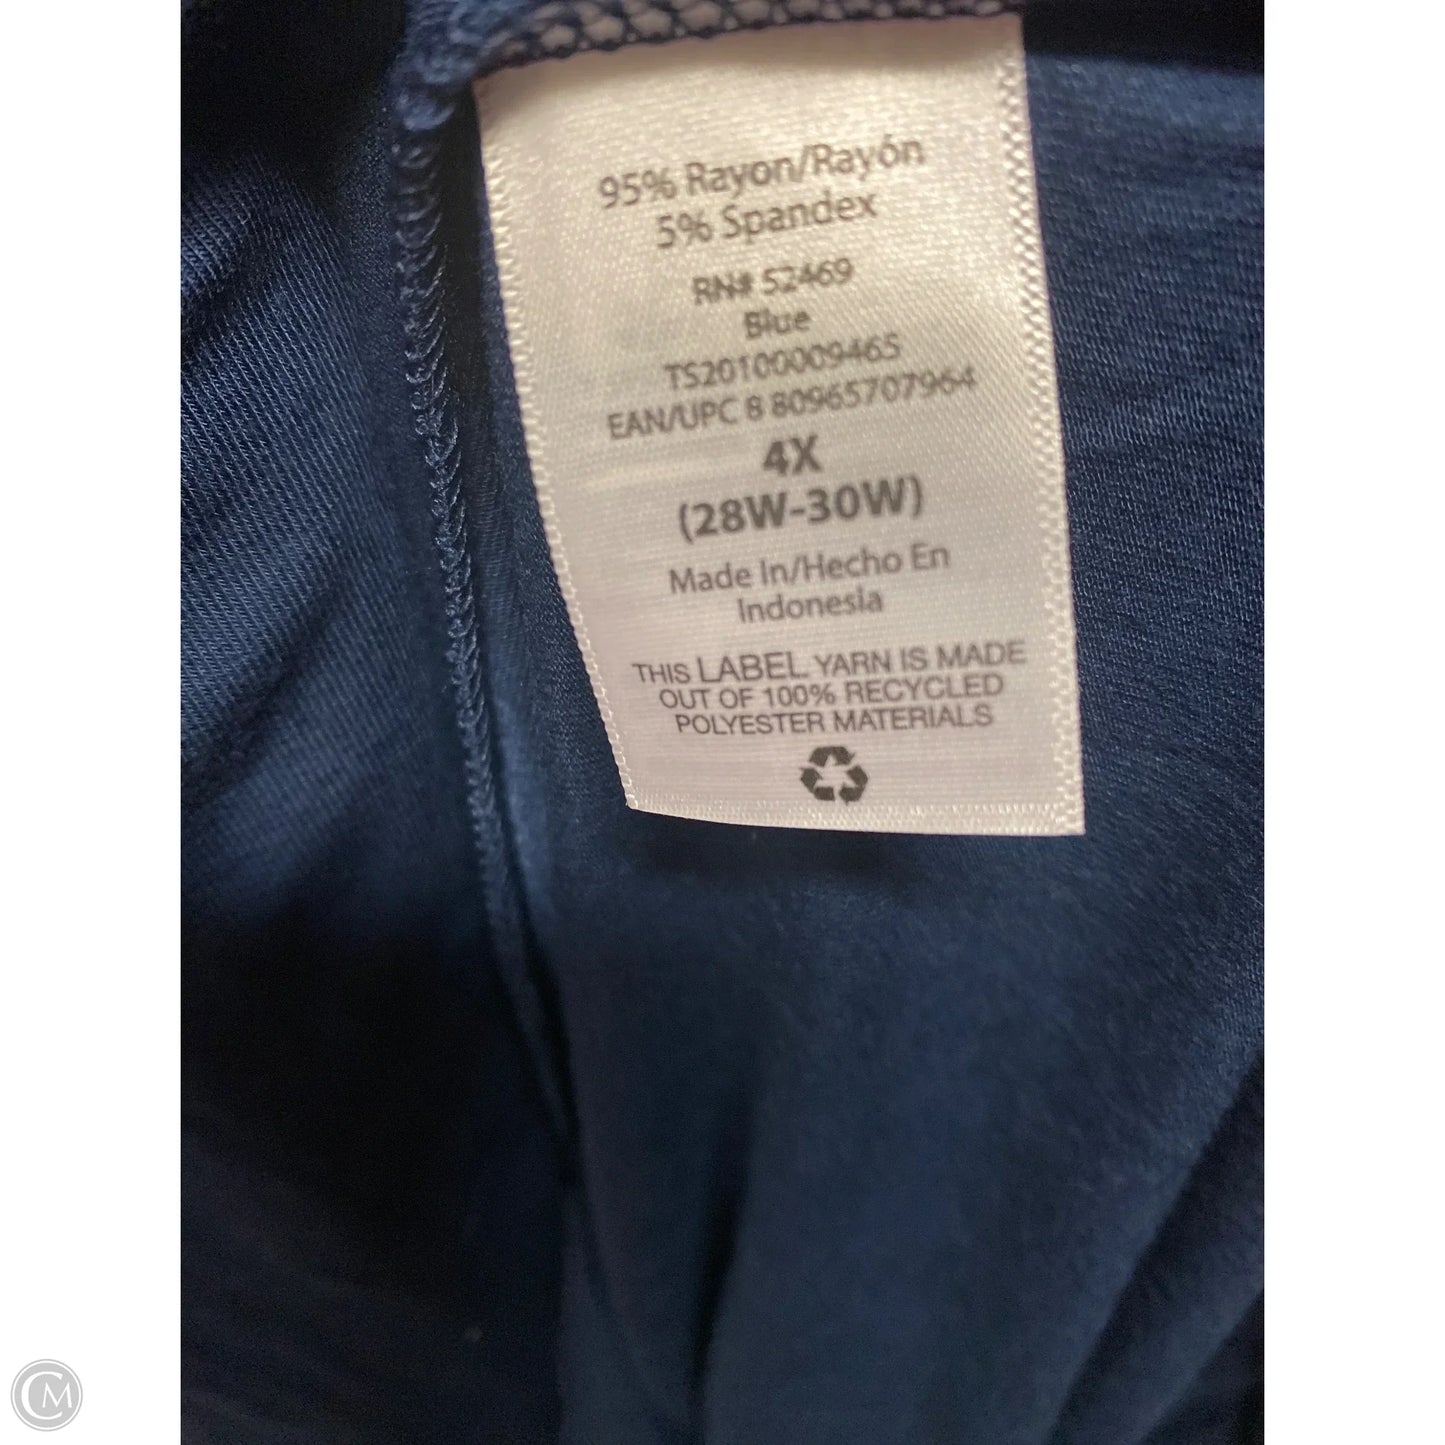 95% Rayon/Rayón
5% Spandex
RN# 52469
Blue
TS20100009465
EAN/UPC 8 80965707964
4X
(28W-30W)
Made In/Hecho En
Indonesia
THIS LABEL YARN IS MADE
OUT OF 100% RECYCLED
POLYESTER MATERIALS
CM